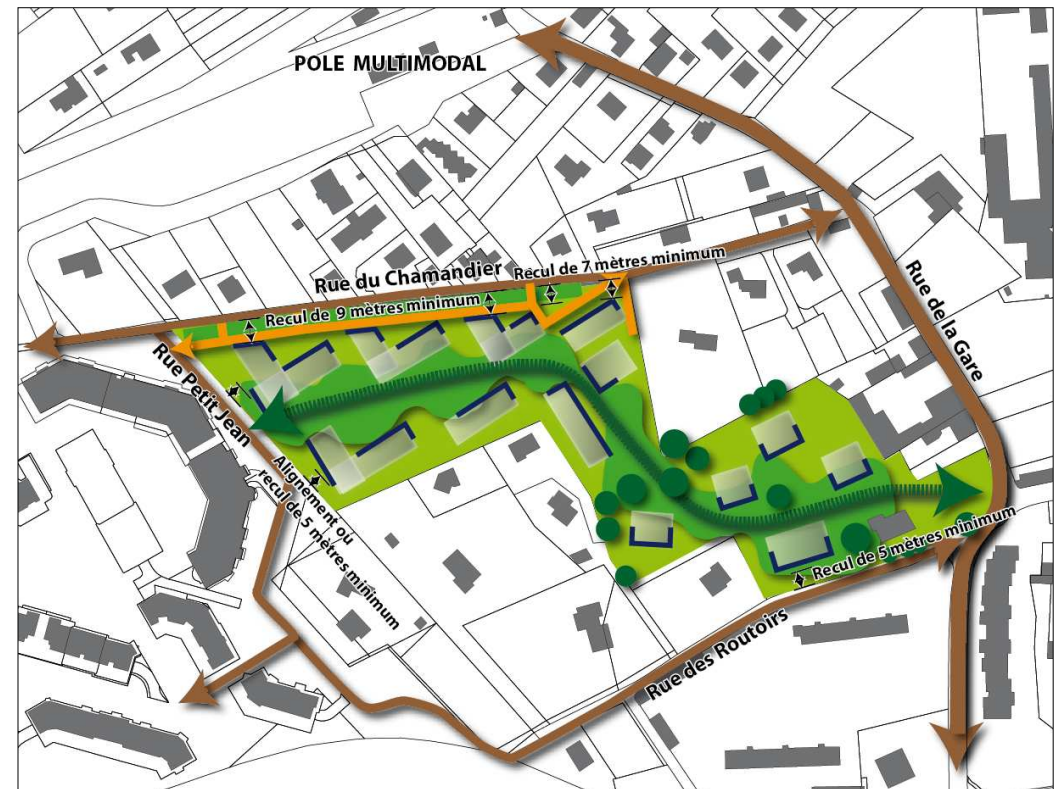 POLE MULTIMODAL
Rue du Chamandier
Recul de 7 mètres minimum
Recul de 9 mètres minimum
Rue de la Gare
Rue Petit Jean
Alignement ou
recul de 5 mètres minimum
Recul de 5 mètres minimum
Rue des Routoirs